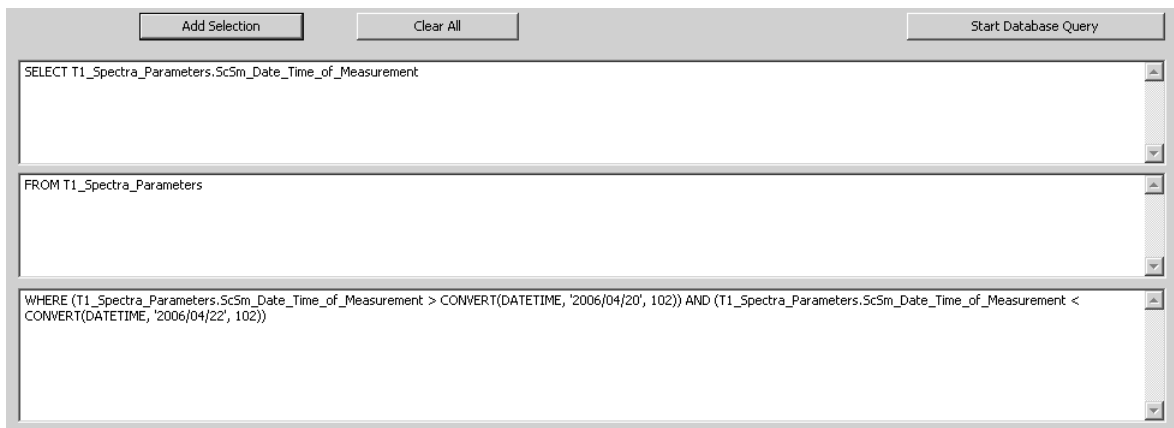 Add Selection Clear All Start Database Query
SELECT T1_Spectra_Parameters.ScSm_Date_Time_of_Measurement
FROM T1_Spectra_Parameters
WHERE (T1_Spectra_Parameters.ScSm_Date_Time_of_Measurement > CONVERT(DATETIME, '2006/04/20', 102)) AND (T1_Spectra_Parameters.ScSm_Date_Time_of_Measurement <
CONVERT(DATETIME, '2006/04/22', 102))